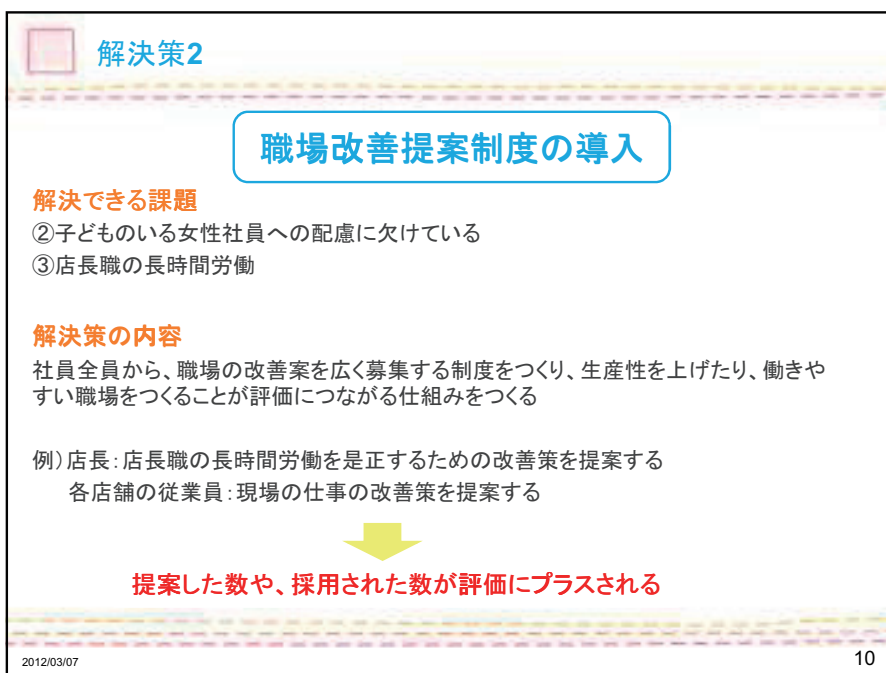 解決策2
職場改善提案制度の導入
解決できる課題
②子どものいる女性社員への配慮に欠けている
③店長職の長時間労働
解決策の内容
社員全員から、職場の改善案を広く募集する制度をつくり、生産性を上げたり、働きや
すい職場をつくることが評価につながる仕組みをつくる
例）店長：店長職の長時間労働を是正するための改善策を提案する
各店舗の従業員：現場の仕事の改善策を提案する
提案した数や、採用された数が評価にプラスされる
2012/03/07
10